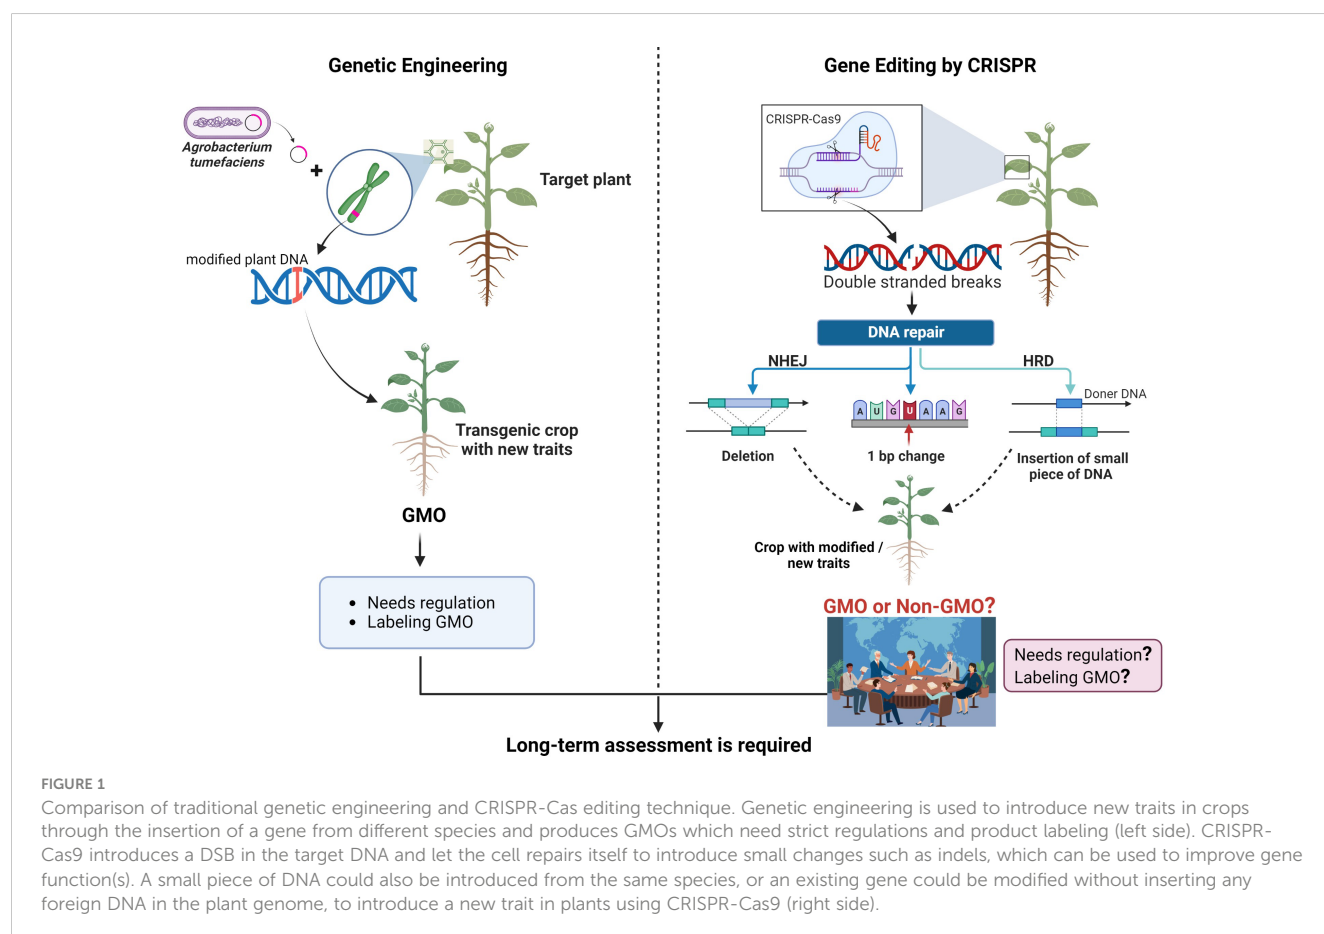 Genetic Engineering
Agrobacterium
tumefaciens
+
Target plant
modified plant DNA
Transgenic crop
with new traits
GMO
• Needs regulation
• Labeling GMO
Gene Editing by CRISPR
CRISPR-Cas9
Double stranded breaks
DNA repair
NHEJ
HRD
Doner DNA
A U G U A A G
Deletion
1 bp change
Insertion of small
piece of DNA
Crop with modified /
new traits
GMO or Non-GMO?
Needs regulation?
Labeling GMO?
Long-term assessment is required
FIGURE 1
Comparison of traditional genetic engineering and CRISPR-Cas editing technique. Genetic engineering is used to introduce new traits in crops
through the insertion of a gene from different species and produces GMOs which need strict regulations and product labeling (left side). CRISPR-
Cas9 introduces a DSB in the target DNA and let the cell repairs itself to introduce small changes such as indels, which can be used to improve gene
function(s). A small piece of DNA could also be introduced from the same species, or an existing gene could be modified without inserting any
foreign DNA in the plant genome, to introduce a new trait in plants using CRISPR-Cas9 (right side).